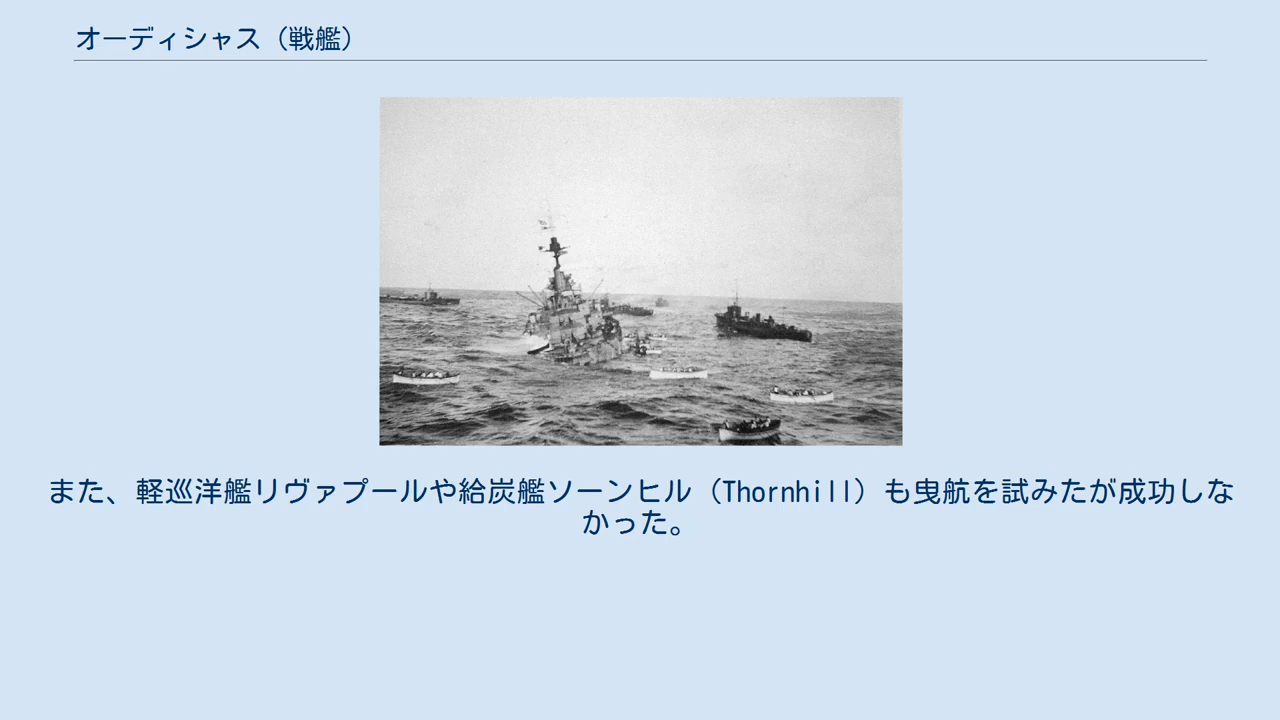 オーディシャス（戦艦）
また、軽巡洋艦リヴァプールや給炭艦ソーンヒル（Thornhill）も曳航を試みたが成功しな
かった。